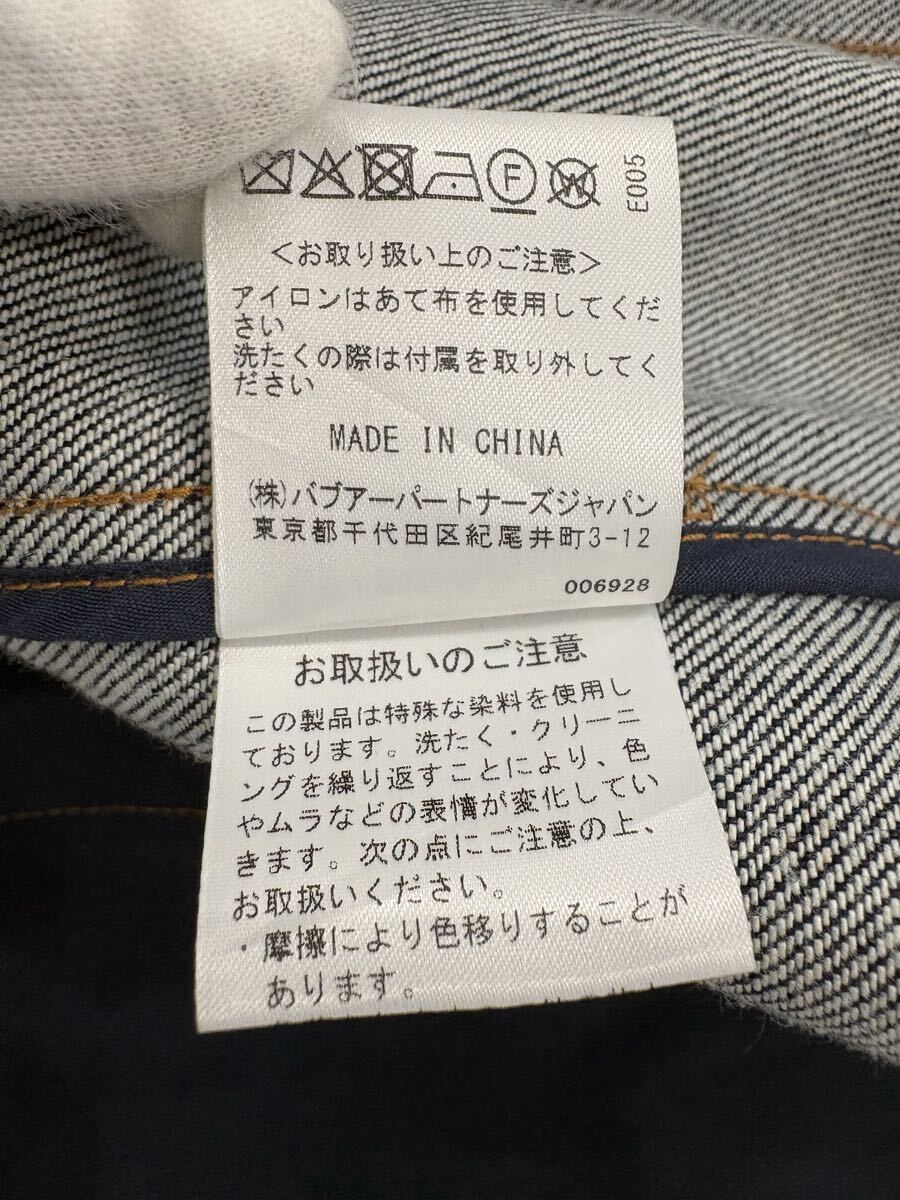 F W E005
＜お取り扱い上のご注意＞
アイロンはあて布を使用してくだ
さい
洗たくの際は付属を取り外してく
ださい
MADE IN CHINA
(株)バブアーパートナーズジャパン
東京都千代田区紀尾井町3-12
006928
お取扱いのご注意
この製品は特殊な染料を使用し
ております。洗たく・クリーニ
ングを繰り返すことにより、色
やムラなどの表情が変化してい
きます。次の点にご注意の上、
お取扱いください。
・摩擦により色移りすることが
あります。